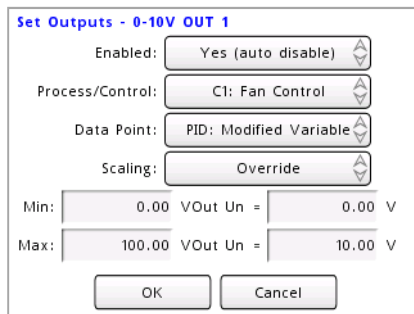 Set Outputs - 0-10V OUT 1
Enabled: Yes (auto disable)
Process/Control: C1: Fan Control
Data Point: PID: Modified Variable
Scaling: Override
Min: 0.00 VOut Un = 0.00 V
Max: 100.00 VOut Un = 10.00 V
OK Cancel